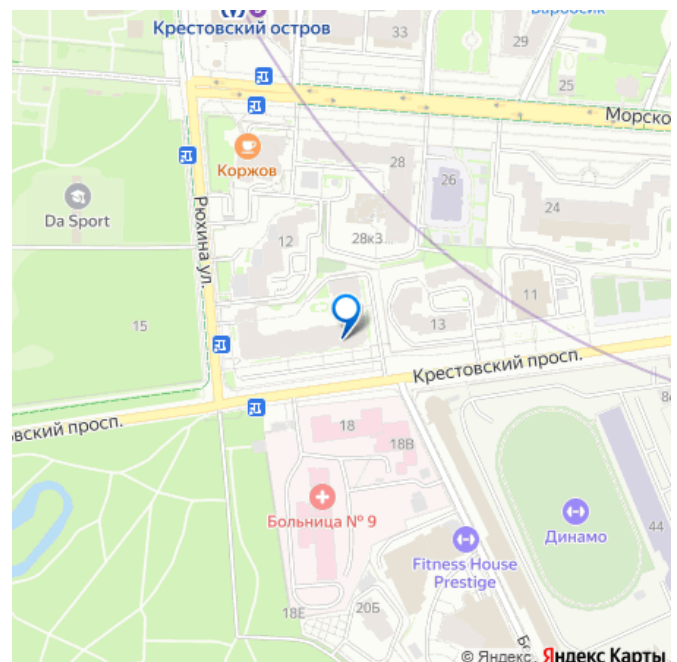 Крестовский остров
33
29
25
Морско
Коржов
28
26
24
Da Sport
Рюхина ул.
12
28к3
11
15
13
Крестовский просп.
овский просп.
18
18В
Больница № 9
Динамо
44
Fitness House
Prestige
18Е
20Б
© Яндекс Яндекс Карты